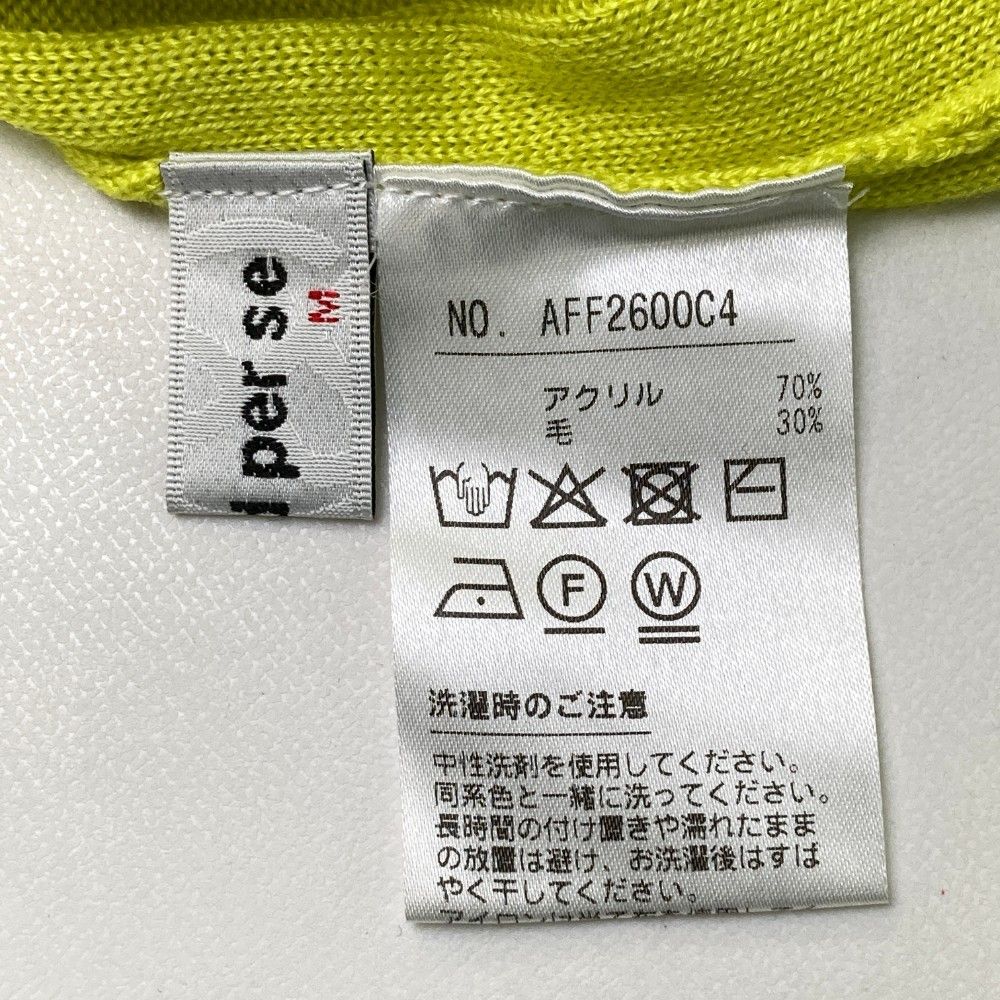 per se
M
NO. AFF2600C4
アクリル 70%
毛 30%
F
W
洗濯時のご注意
中性洗剤を使用してください。
同系色と一緒に洗ってください。
長時間の付け置きや濡れたまま
の放置は避け、お洗濯後はすば
やく干してください。